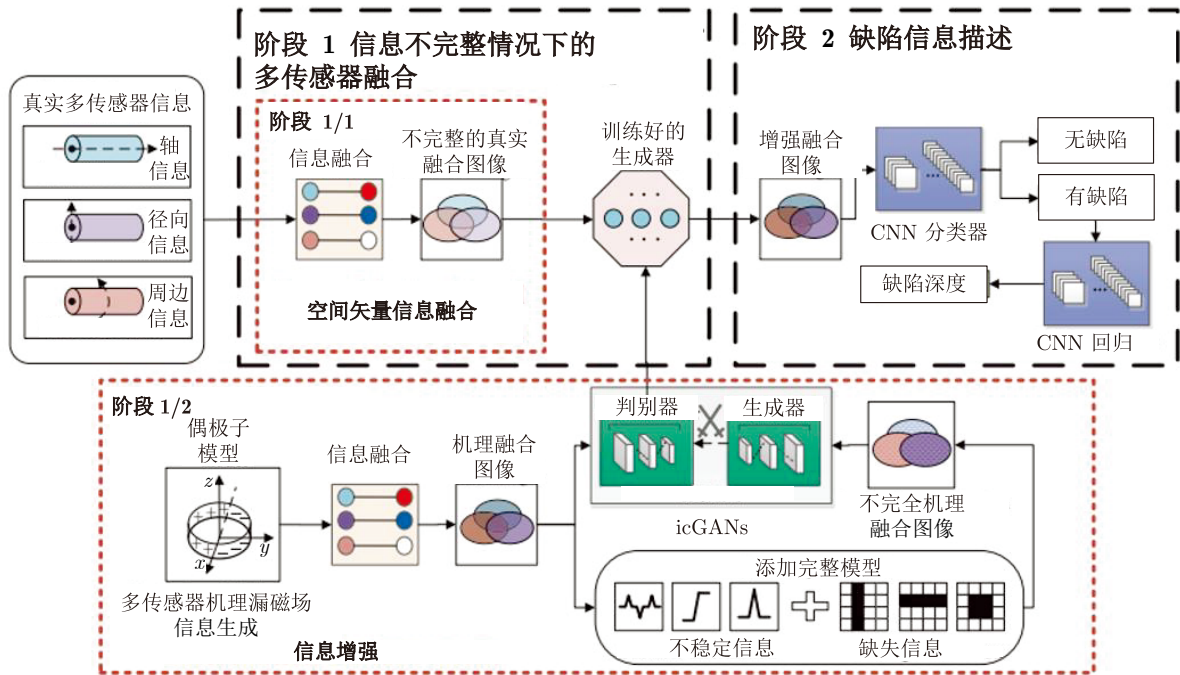 阶段 1 信息不完整情况下的
多传感器融合
阶段 2 缺陷信息描述
真实多传感器信息
轴
信息
径向
信息
周边
信息
阶段 1/1
信息融合
不完整的真实
融合图像
空间矢量信息融合
训练好的
生成器
增强融合
图像
CNN 分类器
无缺陷
有缺陷
缺陷深度
CNN 回归
阶段 1/2
偶极子
模型
z
y
x
多传感器机理漏磁场
信息生成
信息融合
机理融合
图像
信息增强
判别器
生成器
icGANs
不完全机理
融合图像
添加完整模型
不稳定信息
缺失信息